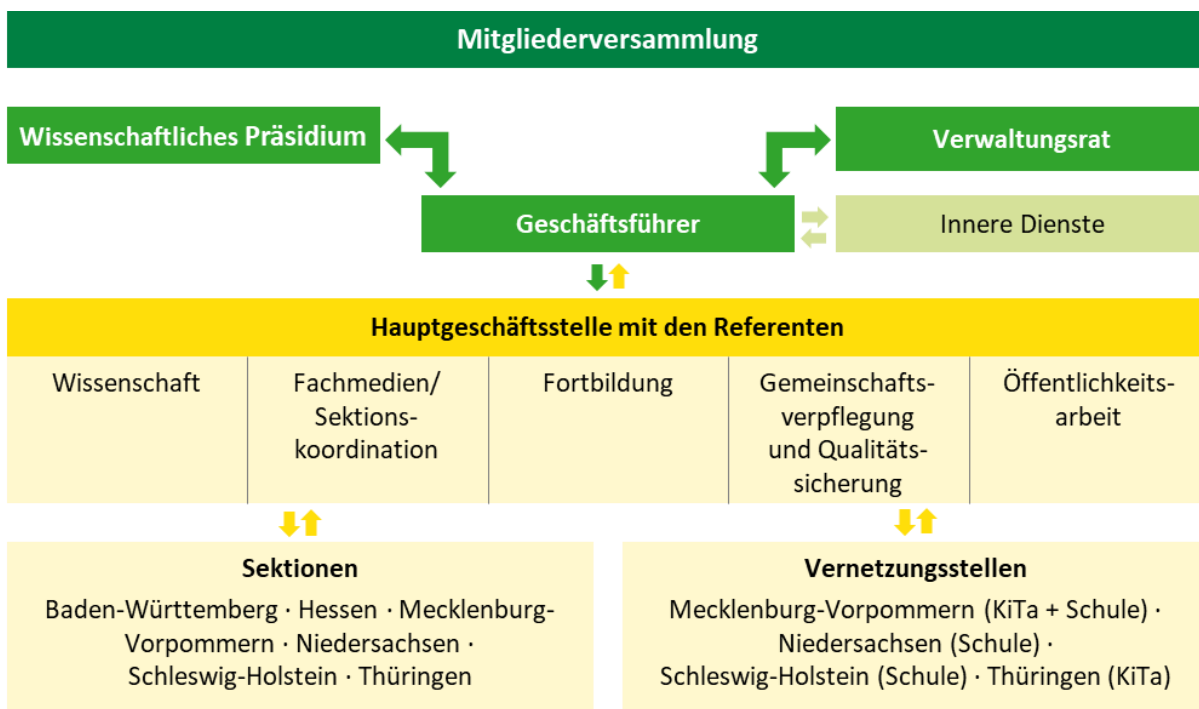 Mitgliederversammlung
Wissenschaftliches Präsidium
Verwaltungsrat
Geschäftsführer
Innere Dienste
Hauptgeschäftsstelle mit den Referenten
Wissenschaft
Fachmedien/
Sektions-
koordination
Fortbildung
Gemeinschafts-
verpflegung
und Qualitäts-
sicherung
Öffentlichkeits-
arbeit
Sektionen
Baden-Württemberg · Hessen · Mecklenburg-
Vorpommern · Niedersachsen ·
Schleswig-Holstein · Thüringen
Vernetzungsstellen
Mecklenburg-Vorpommern (KiTa + Schule) ·
Niedersachsen (Schule) ·
Schleswig-Holstein (Schule) · Thüringen (KiTa)